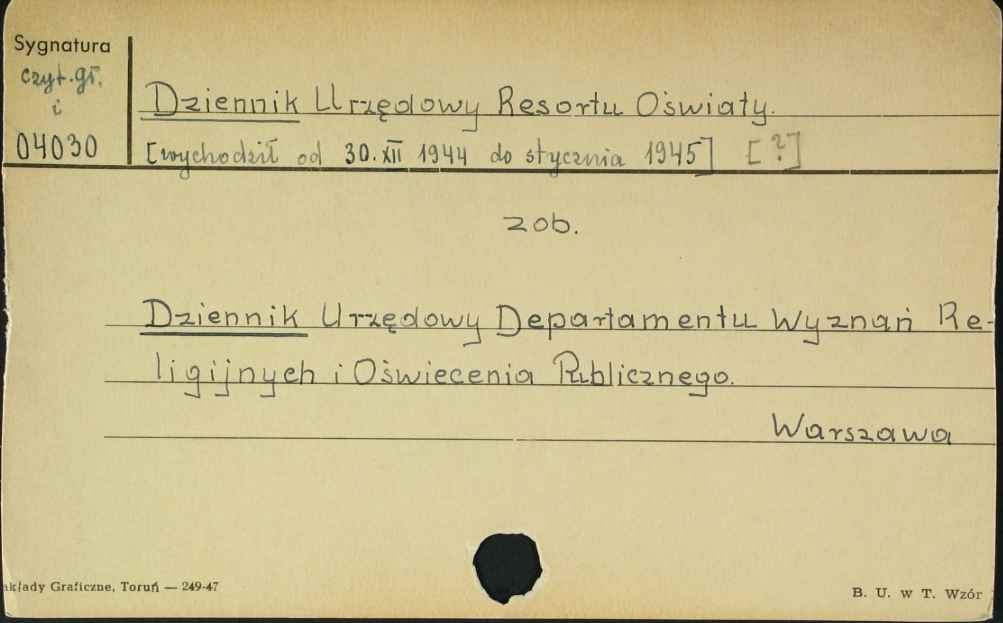 Sygnatura
czyt. gł.
i
04030
Dziennik Urzędowy Resortu Oświaty.
[wychodził od 30.XII 1944 do stycznia 1945] [?]
zob.
Dziennik Urzędowy Departamentu Wyznań Re-
ligijnych i Oświecenia Publicznego.
Warszawa
akłady Graficzne, Toruń — 249-47
B. U. w T. Wzór